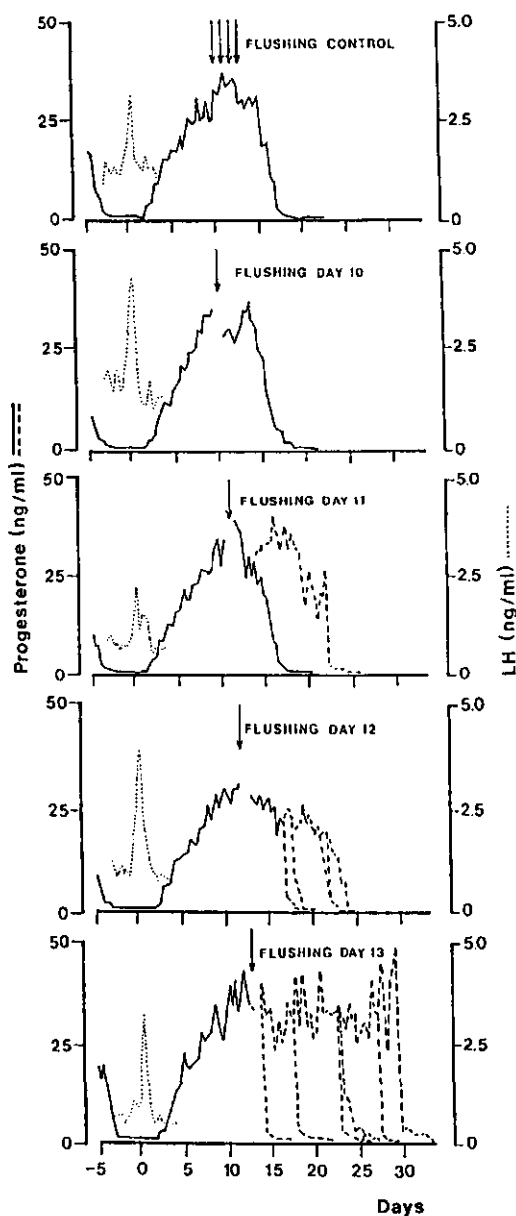 50 5.0
FLUSHING CONTROL
25 2.5
0 0
50 5.0
FLUSHING DAY 10
25 2.5
0 0
50 5.0
FLUSHING DAY 11
25 2.5
0 0
50 5.0
FLUSHING DAY 12
25 2.5
0 0
50 5.0
FLUSHING DAY 13
25 2.5
0 0
-5 0 5 10 15 20 25 30
Days
Progesterone (ng/ml)
LH (ng/ml)